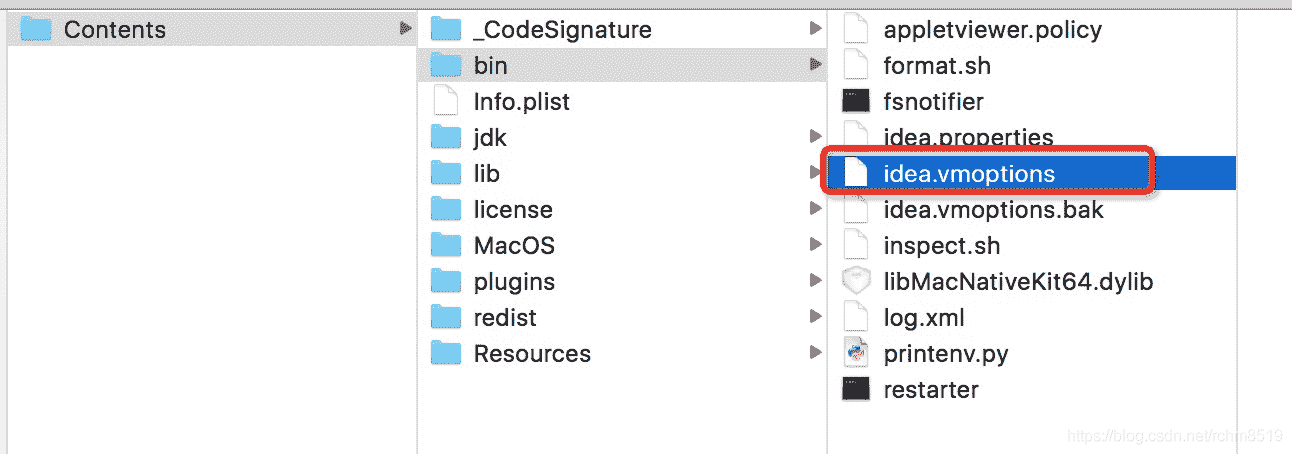 Contents
_CodeSignature
bin
Info.plist
jdk
lib
license
MacOS
plugins
redist
Resources
appletviewer.policy
format.sh
fsnotifier
idea.properties
idea.vmoptions
idea.vmoptions.bak
inspect.sh
libMacNativeKit64.dylib
log.xml
printenv.py
restarter
https://blog.csdn.net/rchm8519